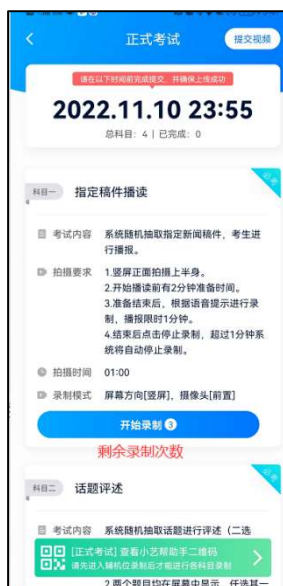 正式考试
提交视频
请在以下时间前完成提交，并确保上传成功
2022.11.10 23:55
总科目：4 | 已完成：0
必考
科目一 指定稿件播读
考试内容 系统随机抽取指定新闻稿件，考生进
行播报。
拍摄要求 1.竖屏正面拍摄上半身。
2.开始播读前有2分钟准备时间。
3.准备结束后，根据语音提示进行录
制，播报限时1分钟。
4.结束后点击停止录制，超过1分钟系
统将自动停止录制。
拍摄时间 01:00
录制模式 屏幕方向[竖屏]，摄像头[前置]
开始录制 3
剩余录制次数
必考
科目二 话题评述
考试内容 系统随机抽取话题进行评述（二选
[正式考试] 查看小艺帮助手二维码
请先进入辅机位录制后才能进行各科目录制
2.两个题目均在屏幕中显示，任选其一